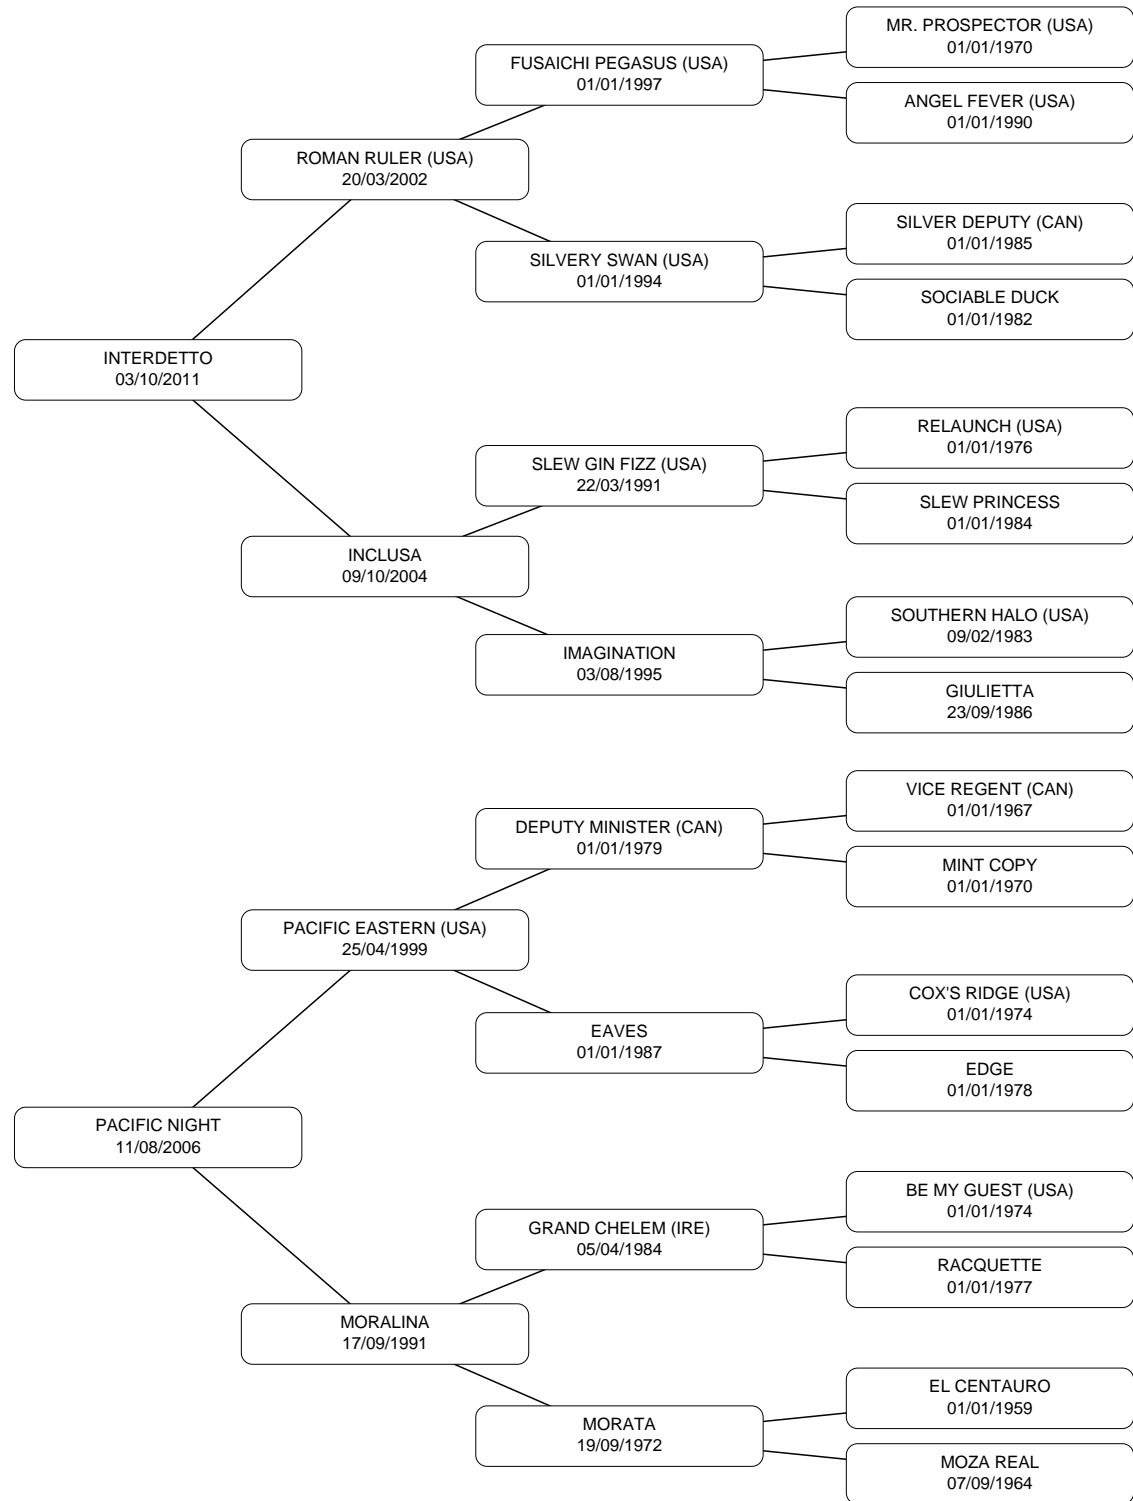 MR. PROSPECTOR (USA)
01/01/1970
FUSAICHI PEGASUS (USA)
01/01/1997
ANGEL FEVER (USA)
01/01/1990
ROMAN RULER (USA)
20/03/2002
SILVER DEPUTY (CAN)
01/01/1985
SILVERY SWAN (USA)
01/01/1994
SOCIABLE DUCK
01/01/1982
INTERDETTO
03/10/2011
RELAUNCH (USA)
01/01/1976
SLEW GIN FIZZ (USA)
22/03/1991
SLEW PRINCESS
01/01/1984
INCLUSA
09/10/2004
SOUTHERN HALO (USA)
09/02/1983
IMAGINATION
03/08/1995
GIULIETTA
23/09/1986
VICE REGENT (CAN)
01/01/1967
DEPUTY MINISTER (CAN)
01/01/1979
MINT COPY
01/01/1970
PACIFIC EASTERN (USA)
25/04/1999
COX'S RIDGE (USA)
01/01/1974
EAVES
01/01/1987
EDGE
01/01/1978
PACIFIC NIGHT
11/08/2006
BE MY GUEST (USA)
01/01/1974
GRAND CHELEM (IRE)
05/04/1984
RACQUETTE
01/01/1977
MORALINA
17/09/1991
EL CENTAURO
01/01/1959
MORATA
19/09/1972
MOZA REAL
07/09/1964